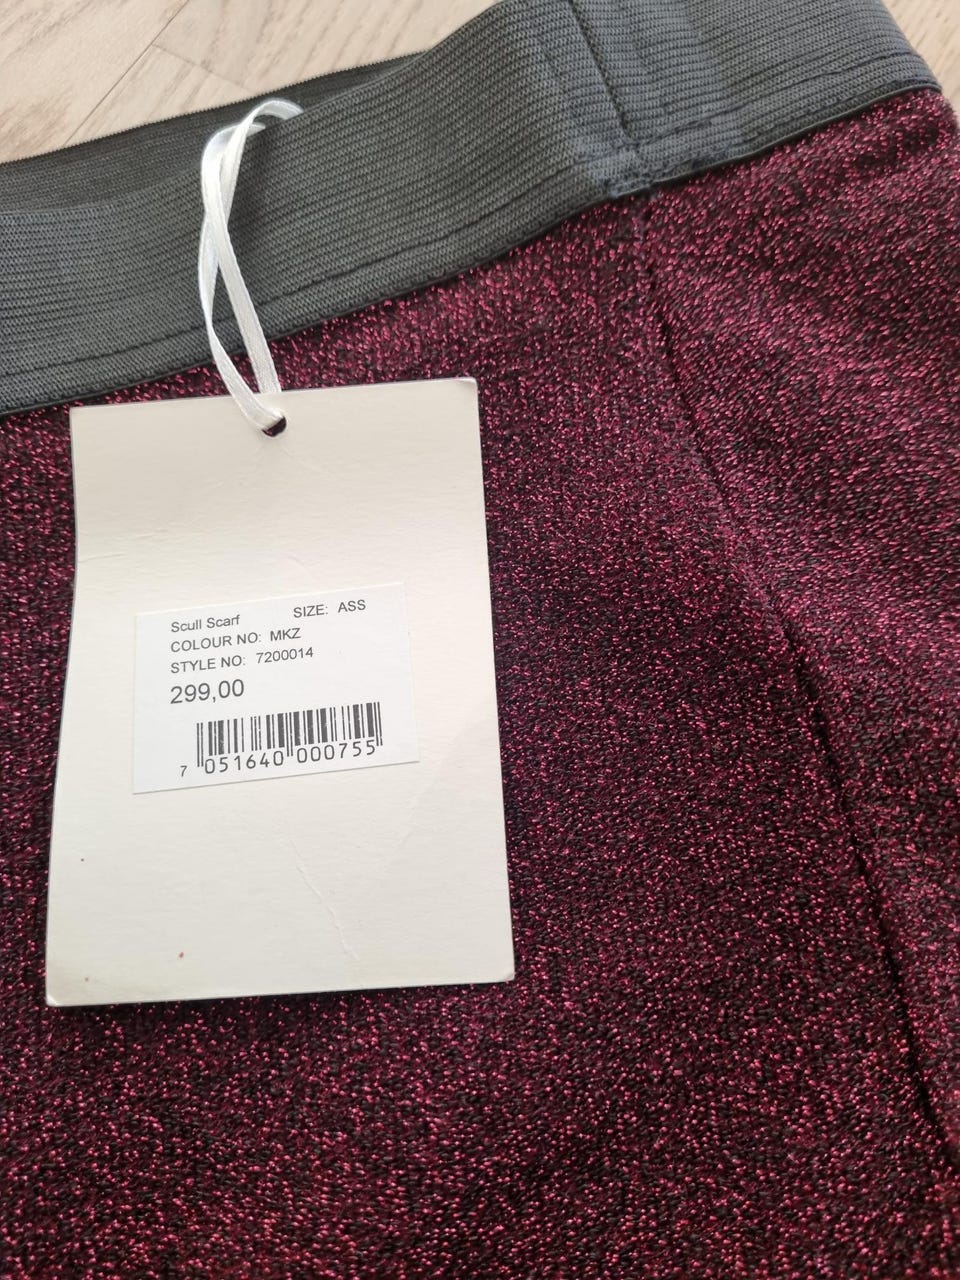 Scull Scarf SIZE: ASS
COLOUR NO: MKZ
STYLE NO: 7200014
299,00
7 051640 000755